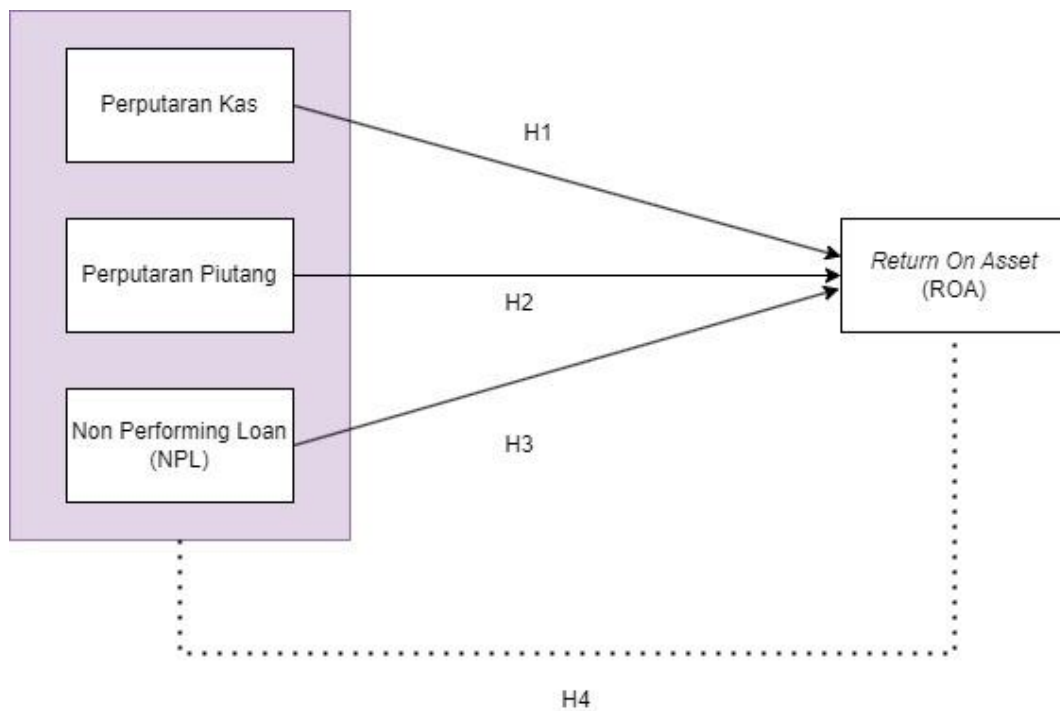 Perputaran Kas
H1
Perputaran Piutang
H2
Return On Asset
(ROA)
Non Performing Loan
(NPL)
H3
H4